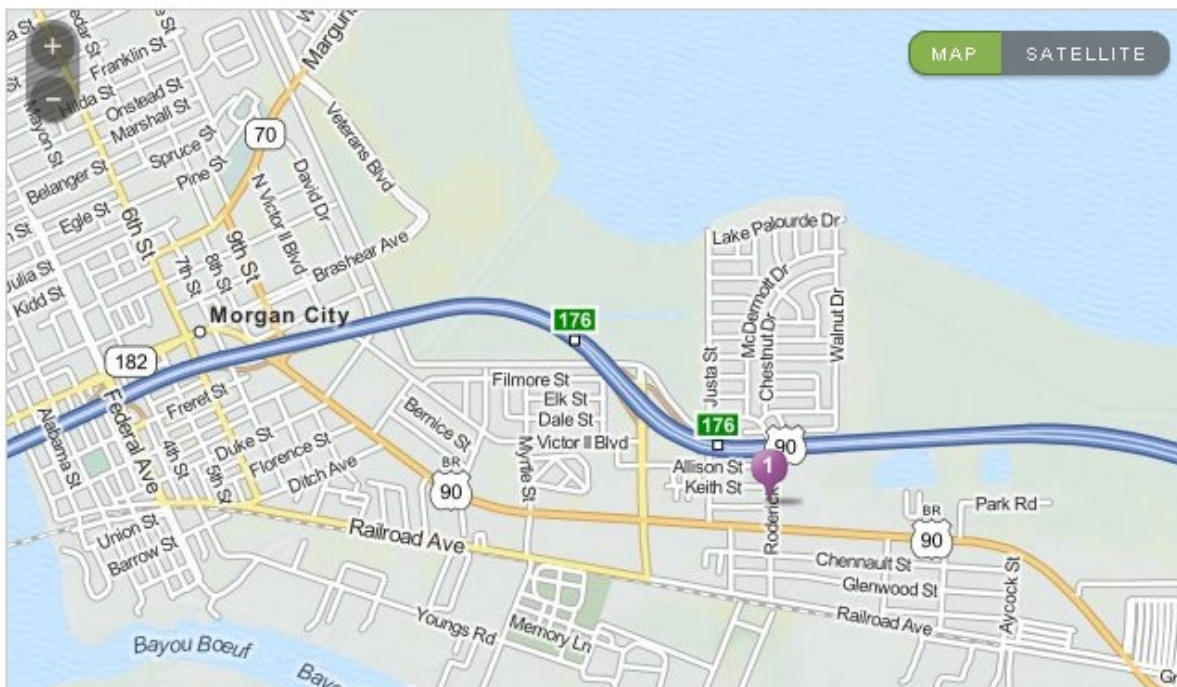 +
−
MAP SATELLITE
Franklin St
Hilda St
Onstead St
Marshall St
Mayon St
Spruce St
Belanger St
Pine St
Egle St
6th St
7th St
8th St
9th St
70
Veterans Blvd
David Dr
N Victor II Blvd
Brashear Ave
Julia St
Kidd St
Morgan City
182
176
Lake Palourde Dr
McDermott Dr
Chestnut Dr
Walnut Dr
Justa St
Filmore St
Elk St
Dale St
Victor II Blvd
Myrtle St
Bernice St
Alabama St
Federal Ave
Freret St
4th St
5th St
Duke St
Florence St
Ditch Ave
BR
90
176
90
1
Allison St
Keith St
Roderick
BR
90
Park Rd
Union St
Barrow St
Railroad Ave
Chennault St
Glenwood St
Aycock St
Railroad Ave
Youngs Rd
Memory Ln
Bayou Boeuf